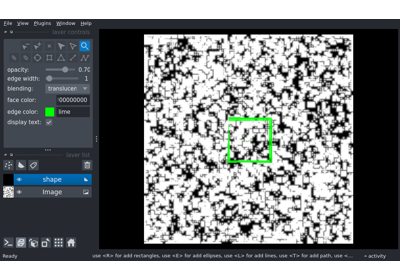 File View Plugins Window Help
layer controls
opacity: 0.70
edge width: 1
blending: translucen
face color: 00000000
edge color: lime
display text:
layer list
shape
Image
Ready
use <R> for add rectangles, use <E> for add ellipses, use <L> for add lines, use <T> for add path, use <...
activity